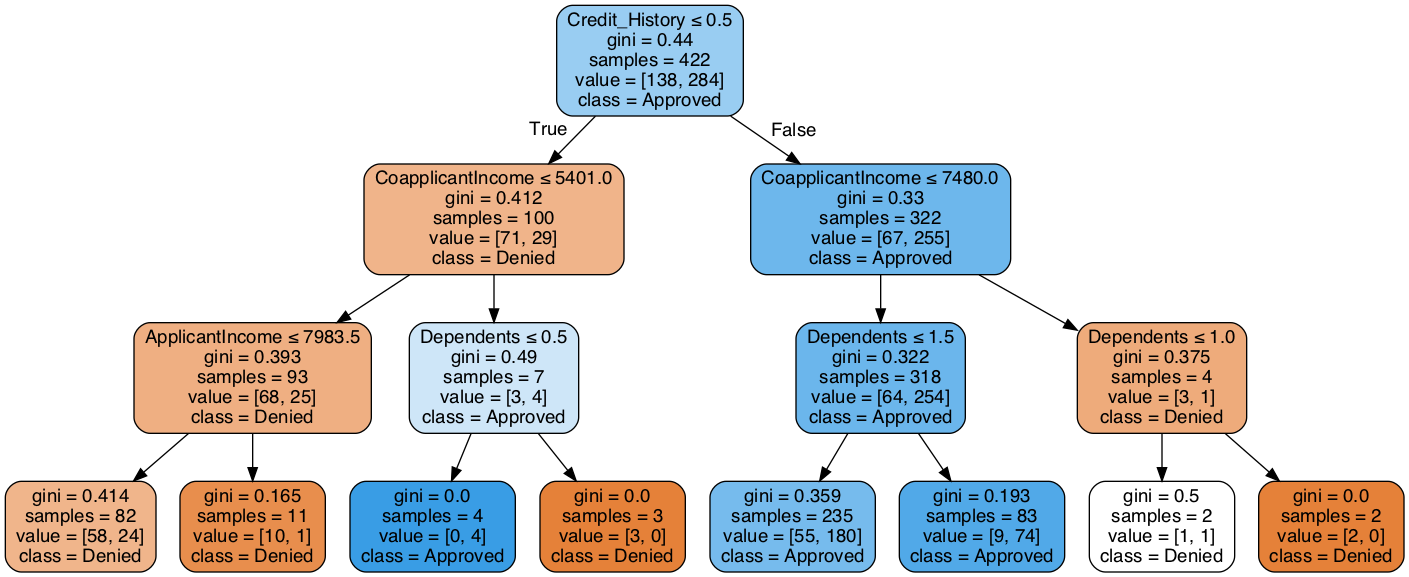 Credit_History ≤ 0.5
gini = 0.44
samples = 422
value = [138, 284]
class = Approved
True
False
CoapplicantIncome ≤ 5401.0
gini = 0.412
samples = 100
value = [71, 29]
class = Denied
CoapplicantIncome ≤ 7480.0
gini = 0.33
samples = 322
value = [67, 255]
class = Approved
ApplicantIncome ≤ 7983.5
gini = 0.393
samples = 93
value = [68, 25]
class = Denied
Dependents ≤ 0.5
gini = 0.49
samples = 7
value = [3, 4]
class = Approved
Dependents ≤ 1.5
gini = 0.322
samples = 318
value = [64, 254]
class = Approved
Dependents ≤ 1.0
gini = 0.375
samples = 4
value = [3, 1]
class = Denied
gini = 0.414
samples = 82
value = [58, 24]
class = Denied
gini = 0.165
samples = 11
value = [10, 1]
class = Denied
gini = 0.0
samples = 4
value = [0, 4]
class = Approved
gini = 0.0
samples = 3
value = [3, 0]
class = Denied
gini = 0.359
samples = 235
value = [55, 180]
class = Approved
gini = 0.193
samples = 83
value = [9, 74]
class = Approved
gini = 0.5
samples = 2
value = [1, 1]
class = Denied
gini = 0.0
samples = 2
value = [2, 0]
class = Denied